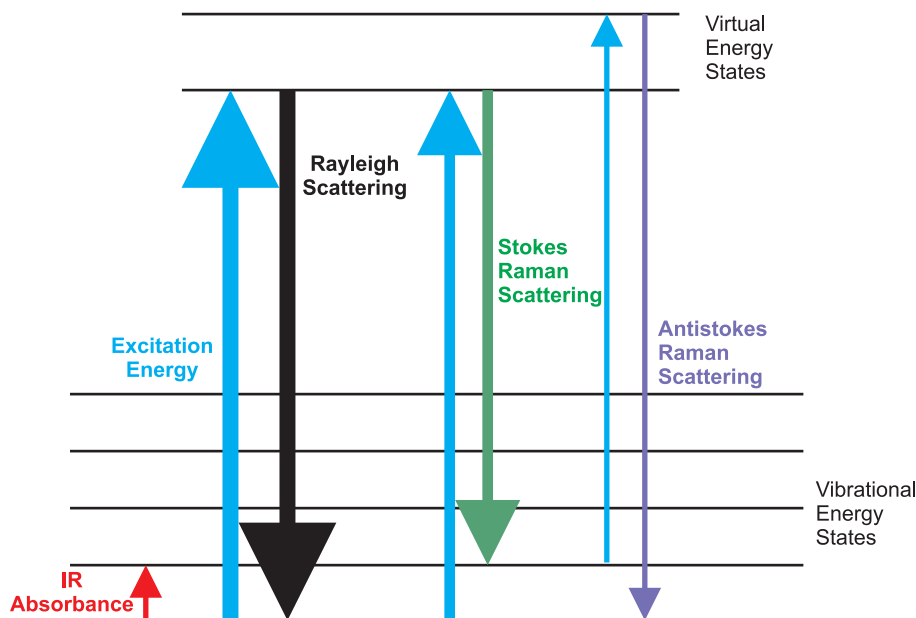 Virtual
Energy
States
Rayleigh
Scattering
Stokes
Raman
Scattering
Excitation
Energy
Antistokes
Raman
Scattering
Vibrational
Energy
States
IR
Absorbance